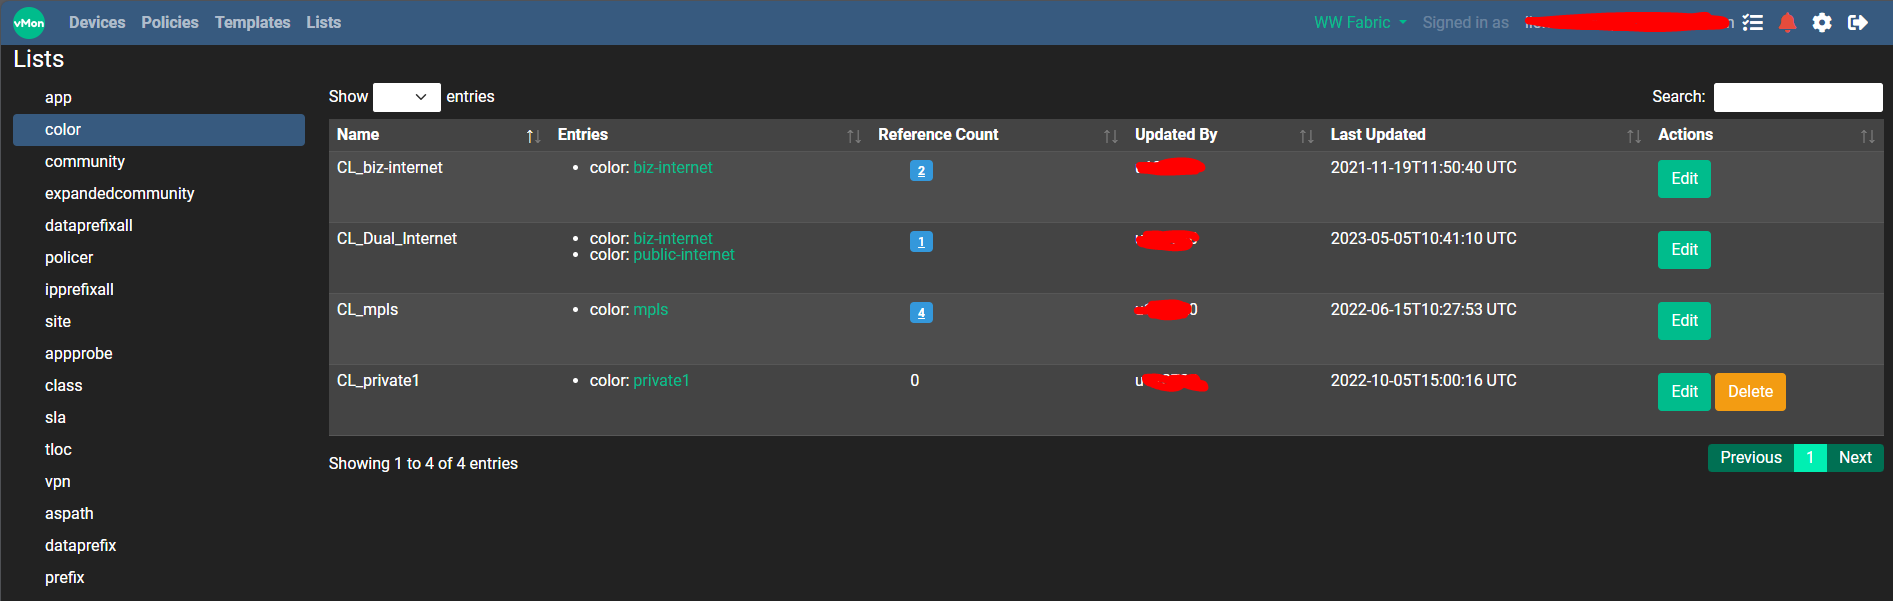 vMon Devices Policies Templates Lists WW Fabric Signed in as
Lists
app
color
community
expandedcommunity
dataprefixall
policer
ipprefixall
site
appprobe
class
sla
tloc
vpn
aspath
dataprefix
prefix
Show entries Search:
Name Entries Reference Count Updated By Last Updated Actions
CL_biz-internet • color: biz-internet 2 2021-11-19T11:50:40 UTC Edit
CL_Dual_Internet • color: biz-internet 1 2023-05-05T10:41:10 UTC Edit
• color: public-internet
CL_mpls • color: mpls 4 2022-06-15T10:27:53 UTC Edit
CL_private1 • color: private1 0 2022-10-05T15:00:16 UTC Edit Delete
Showing 1 to 4 of 4 entries Previous 1 Next